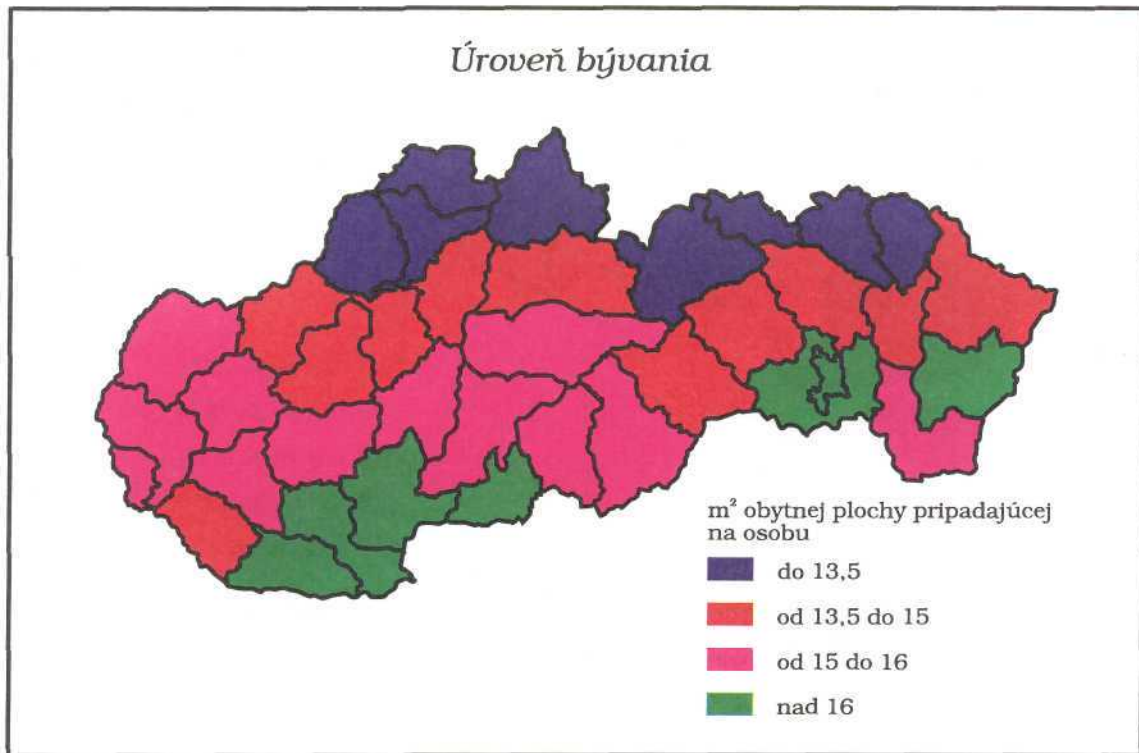 Úroveň bývania
m² obytnej plochy pripadajúcej
na osobu
do 13,5
od 13,5 do 15
od 15 do 16
nad 16